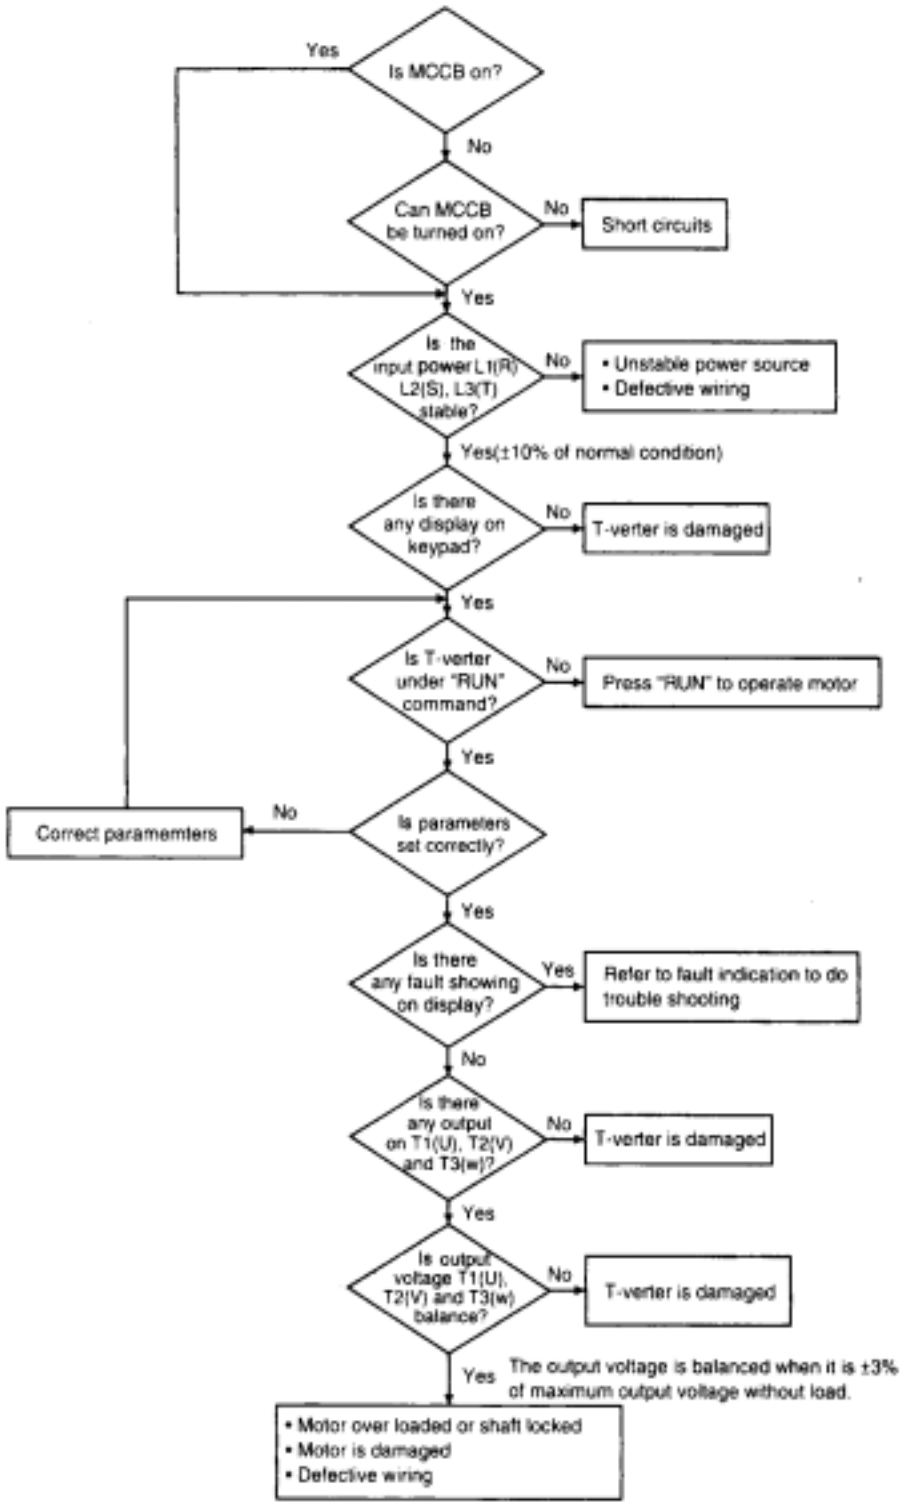 Yes
Is MCCB on?
No
Can MCCB
be turned on?
No
Short circuits
Yes
Is the
input power L1(R)
L2(S), L3(T)
stable?
No
• Unstable power source
• Defective wiring
Yes(±10% of normal condition)
Is there
any display on
keypad?
No
T-verter is damaged
Yes
Is T-verter
under "RUN"
command?
No
Press "RUN" to operate motor
Yes
Is parameters
set correctly?
No
Correct paramemters
Yes
Is there
any fault showing
on display?
Yes
Refer to fault indication to do
trouble shooting
No
Is there
any output
on T1(U), T2(V)
and T3(w)?
No
T-verter is damaged
Yes
Is output
voltage T1(U),
T2(V) and T3(w)
balance?
No
T-verter is damaged
Yes
The output voltage is balanced when it is ±3%
of maximum output voltage without load.
• Motor over loaded or shaft locked
• Motor is damaged
• Defective wiring